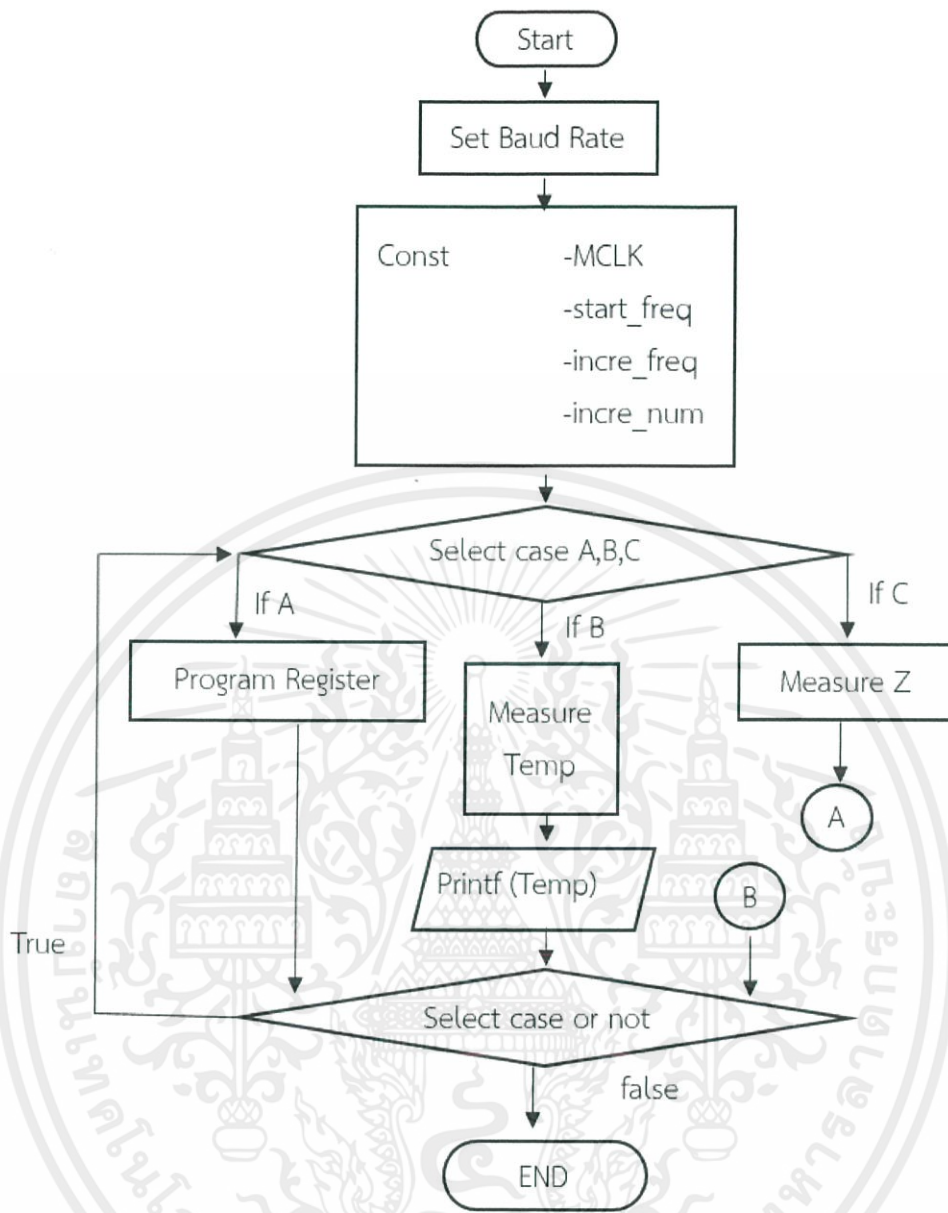 Start
Set Baud Rate
Const -MCLK
-start_freq
-incre_freq
-incre_num
Select case A,B,C
If A
If B
If C
Program Register
Measure
Temp
Measure Z
A
Printf (Temp)
B
True
Select case or not
false
END